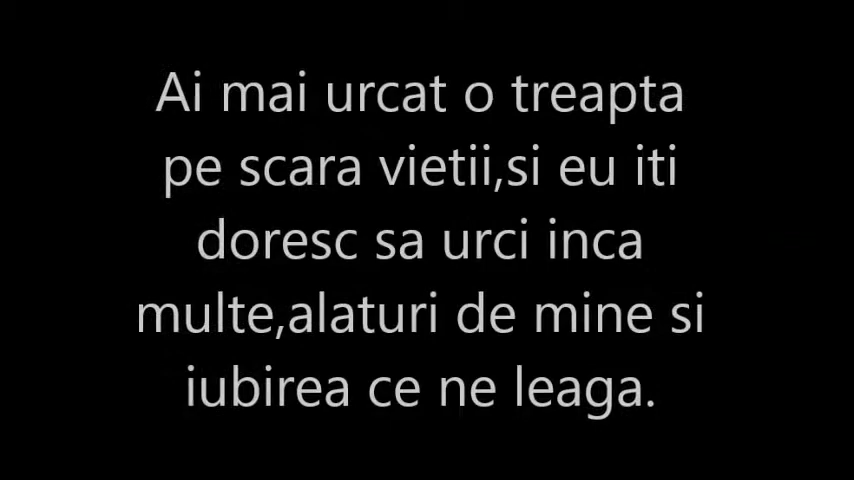 Ai mai urcat o treapta
pe scara vietii,si eu iti
doresc sa urci inca
multe,alaturi de mine si
iubirea ce ne leaga.